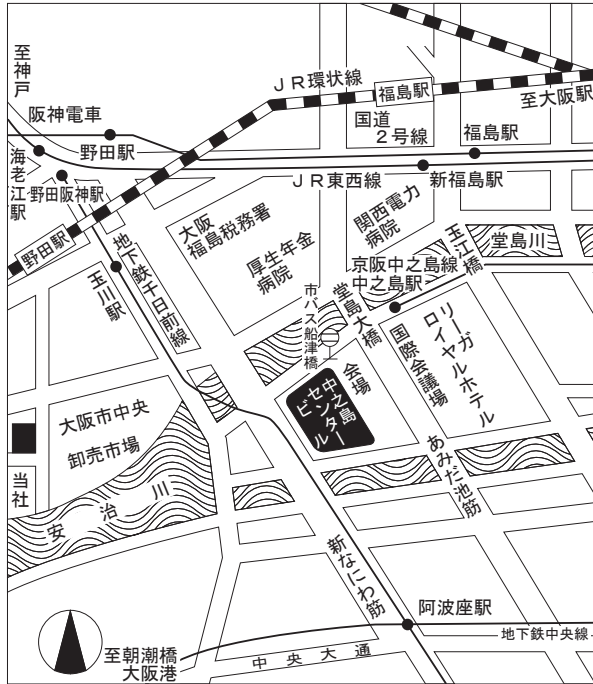 至神戸
JR環状線
福島駅
至大阪駅
阪神電車
国道
2号線
福島駅
野田駅
海老江駅
野田阪神駅
JR東西線
新福島駅
野田駅
大阪
福島税務署
関西電力
病院
玉江橋
堂島川
厚生年金
病院
地下鉄千日前線
玉川駅
京阪中之島線
中之島駅
市バス船津橋
堂島大橋
国際会議場
リーガ
ロイヤルホテル
会場
中之島
センター
ビル
大阪市中央
卸売市場
当社
あみだ池筋
安治川
新なにわ筋
阿波座駅
地下鉄中央線
至朝潮橋
大阪港
中央大通